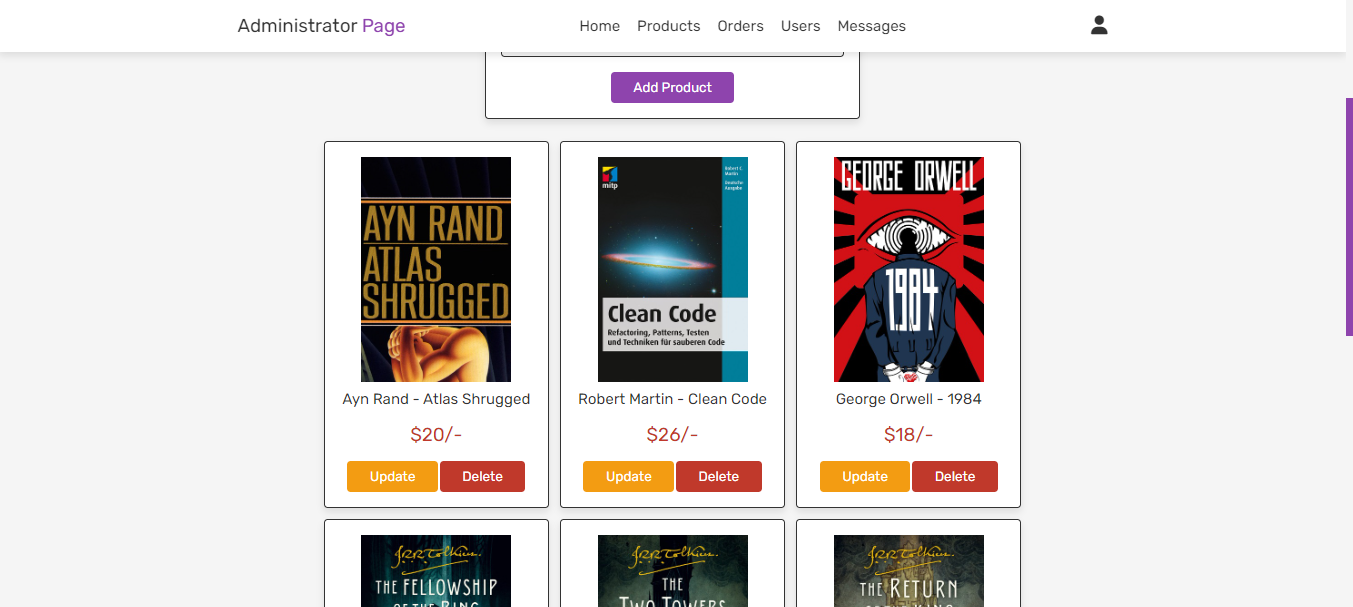 Administrator Page
Home Products Orders Users Messages
Add Product
AYN RAND
ATLAS
SHRUGGED
Ayn Rand - Atlas Shrugged
$20/-
Update Delete
mitp
Robert C.
Martin
Deutsche
Ausgabe
Clean Code
Refactoring, Patterns, Testen
und Techniken für sauberen Code
Robert Martin - Clean Code
$26/-
Update Delete
GEORGE ORWELL
1984
George Orwell - 1984
$18/-
Update Delete
J.R.R. Tolkien.
THE FELLOWSHIP
OF THE RING
J.R.R. Tolkien.
THE
TWO TOWERS
J.R.R. Tolkien.
THE RETURN